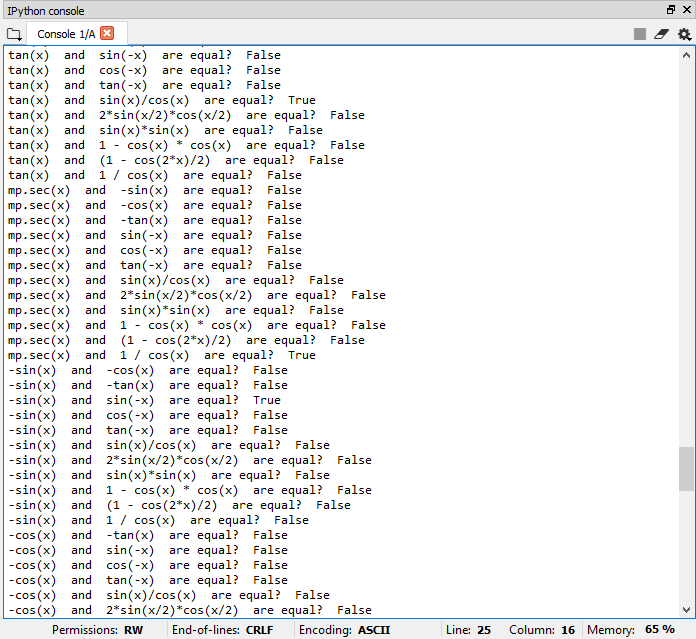 IPython console
Console 1/A
tan(x)  and  sin(-x)  are equal?  False
tan(x)  and  cos(-x)  are equal?  False
tan(x)  and  tan(-x)  are equal?  False
tan(x)  and  sin(x)/cos(x)  are equal?  True
tan(x)  and  2*sin(x/2)*cos(x/2)  are equal?  False
tan(x)  and  sin(x)*sin(x)  are equal?  False
tan(x)  and  1 - cos(x) * cos(x)  are equal?  False
tan(x)  and  (1 - cos(2*x)/2)  are equal?  False
tan(x)  and  1 / cos(x)  are equal?  False
mp.sec(x)  and  -sin(x)  are equal?  False
mp.sec(x)  and  -cos(x)  are equal?  False
mp.sec(x)  and  -tan(x)  are equal?  False
mp.sec(x)  and  sin(-x)  are equal?  False
mp.sec(x)  and  cos(-x)  are equal?  False
mp.sec(x)  and  tan(-x)  are equal?  False
mp.sec(x)  and  sin(x)/cos(x)  are equal?  False
mp.sec(x)  and  2*sin(x/2)*cos(x/2)  are equal?  False
mp.sec(x)  and  sin(x)*sin(x)  are equal?  False
mp.sec(x)  and  1 - cos(x) * cos(x)  are equal?  False
mp.sec(x)  and  (1 - cos(2*x)/2)  are equal?  False
mp.sec(x)  and  1 / cos(x)  are equal?  True
-sin(x)  and  -cos(x)  are equal?  False
-sin(x)  and  -tan(x)  are equal?  False
-sin(x)  and  sin(-x)  are equal?  True
-sin(x)  and  cos(-x)  are equal?  False
-sin(x)  and  tan(-x)  are equal?  False
-sin(x)  and  sin(x)/cos(x)  are equal?  False
-sin(x)  and  2*sin(x/2)*cos(x/2)  are equal?  False
-sin(x)  and  sin(x)*sin(x)  are equal?  False
-sin(x)  and  1 - cos(x) * cos(x)  are equal?  False
-sin(x)  and  (1 - cos(2*x)/2)  are equal?  False
-sin(x)  and  1 / cos(x)  are equal?  False
-cos(x)  and  -tan(x)  are equal?  False
-cos(x)  and  sin(-x)  are equal?  False
-cos(x)  and  cos(-x)  are equal?  False
-cos(x)  and  tan(-x)  are equal?  False
-cos(x)  and  sin(x)/cos(x)  are equal?  False
-cos(x)  and  2*sin(x/2)*cos(x/2)  are equal?  False
Permissions: RW  End-of-lines: CRLF  Encoding: ASCII  Line: 25  Column: 16  Memory: 65 %